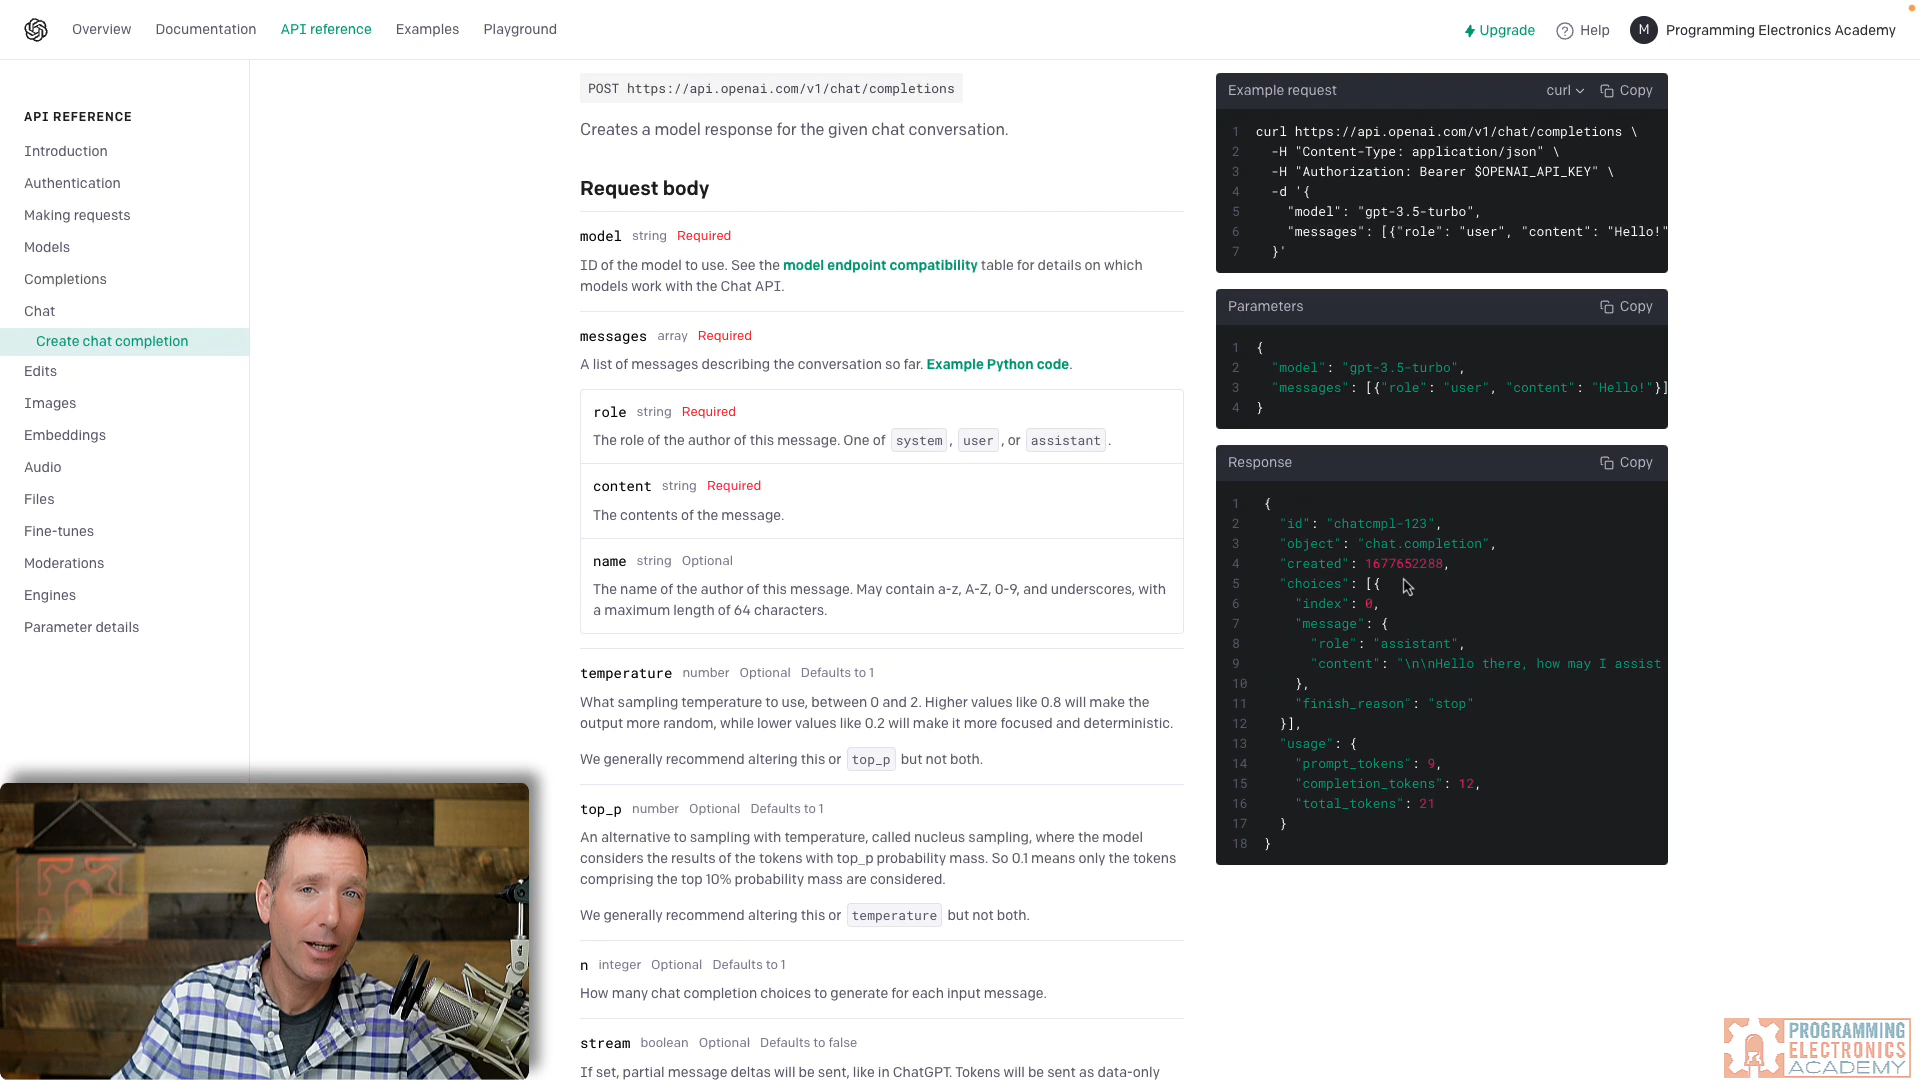 Overview Documentation API reference Examples Playground
Upgrade Help M Programming Electronics Academy
API REFERENCE
Introduction
Authentication
Making requests
Models
Completions
Chat
Create chat completion
Edits
Images
Embeddings
Audio
Files
Fine-tunes
Moderations
Engines
Parameter details
POST https://api.openai.com/v1/chat/completions
Creates a model response for the given chat conversation.
Request body
model string Required
ID of the model to use. See the model endpoint compatibility table for details on which
models work with the Chat API.
messages array Required
A list of messages describing the conversation so far. Example Python code.
role string Required
The role of the author of this message. One of system, user, or assistant.
content string Required
The contents of the message.
name string Optional
The name of the author of this message. May contain a-z, A-Z, 0-9, and underscores, with
a maximum length of 64 characters.
temperature number Optional Defaults to 1
What sampling temperature to use, between 0 and 2. Higher values like 0.8 will make the
output more random, while lower values like 0.2 will make it more focused and deterministic.
We generally recommend altering this or top_p but not both.
top_p number Optional Defaults to 1
An alternative to sampling with temperature, called nucleus sampling, where the model
considers the results of the tokens with top_p probability mass. So 0.1 means only the tokens
comprising the top 10% probability mass are considered.
We generally recommend altering this or temperature but not both.
n integer Optional Defaults to 1
How many chat completion choices to generate for each input message.
stream boolean Optional Defaults to false
If set, partial message deltas will be sent, like in ChatGPT. Tokens will be sent as data-only
Example request curl Copy
1 curl https://api.openai.com/v1/chat/completions \
2 -H "Content-Type: application/json" \
3 -H "Authorization: Bearer $OPENAI_API_KEY" \
4 -d '{
5 "model": "gpt-3.5-turbo",
6 "messages": [{"role": "user", "content": "Hello!"
7 }'
Parameters Copy
1 {
2 "model": "gpt-3.5-turbo",
3 "messages": [{"role": "user", "content": "Hello!"}]
4 }
Response Copy
1 {
2 "id": "chatcmpl-123",
3 "object": "chat.completion",
4 "created": 1677652288,
5 "choices": [{
6 "index": 0,
7 "message": {
8 "role": "assistant",
9 "content": "\n\nHello there, how may I assist
10 },
11 "finish_reason": "stop"
12 }],
13 "usage": {
14 "prompt_tokens": 9,
15 "completion_tokens": 12,
16 "total_tokens": 21
17 }
18 }
PROGRAMMING
ELECTRONICS
ACADEMY